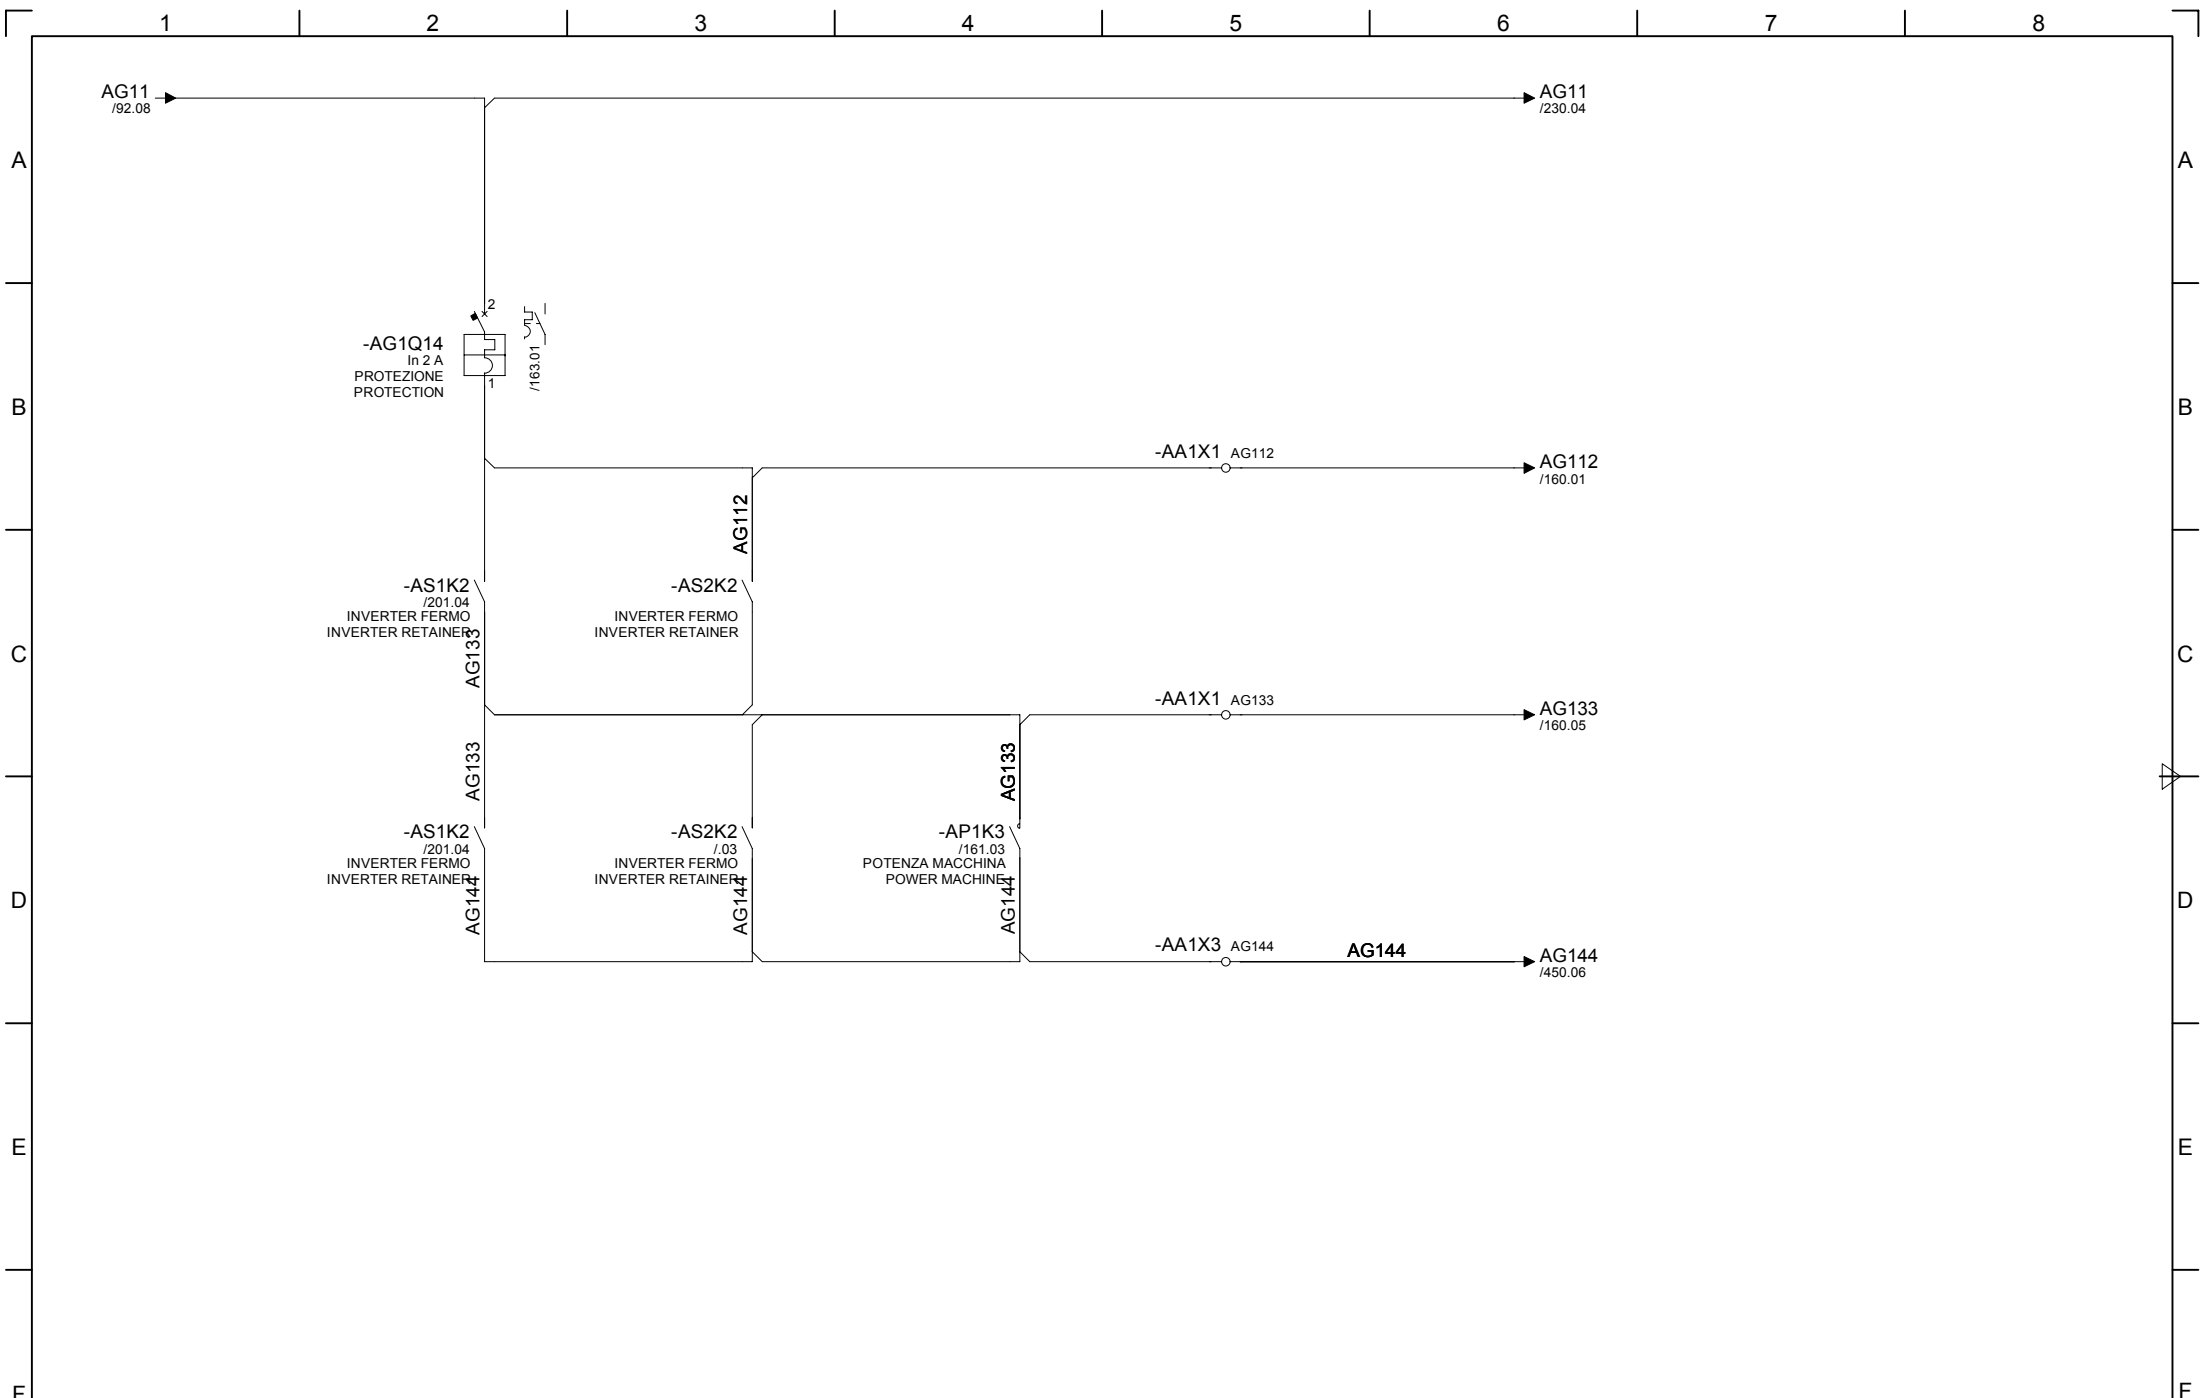 1 2 3 4 5 6 7 8
AG11
/92.08
AG11
/230.04
A A
2
-AG1Q14
In 2 A
PROTEZIONE
PROTECTION
1
/163.01
B B
-AA1X1 AG112
AG112
/160.01
AG112
-AS1K2
/201.04
INVERTER FERMO
INVERTER RETAINER
-AS2K2
INVERTER FERMO
INVERTER RETAINER
AG133
C C
-AA1X1 AG133
AG133
/160.05
AG133
AG133
-AS1K2
/201.04
INVERTER FERMO
INVERTER RETAINER
-AS2K2
/.03
INVERTER FERMO
INVERTER RETAINER
-AP1K3
/161.03
POTENZA MACCHINA
POWER MACHINE
AG144
AG144
AG144
D D
-AA1X3 AG144
AG144
AG144
/450.06
E E
F F